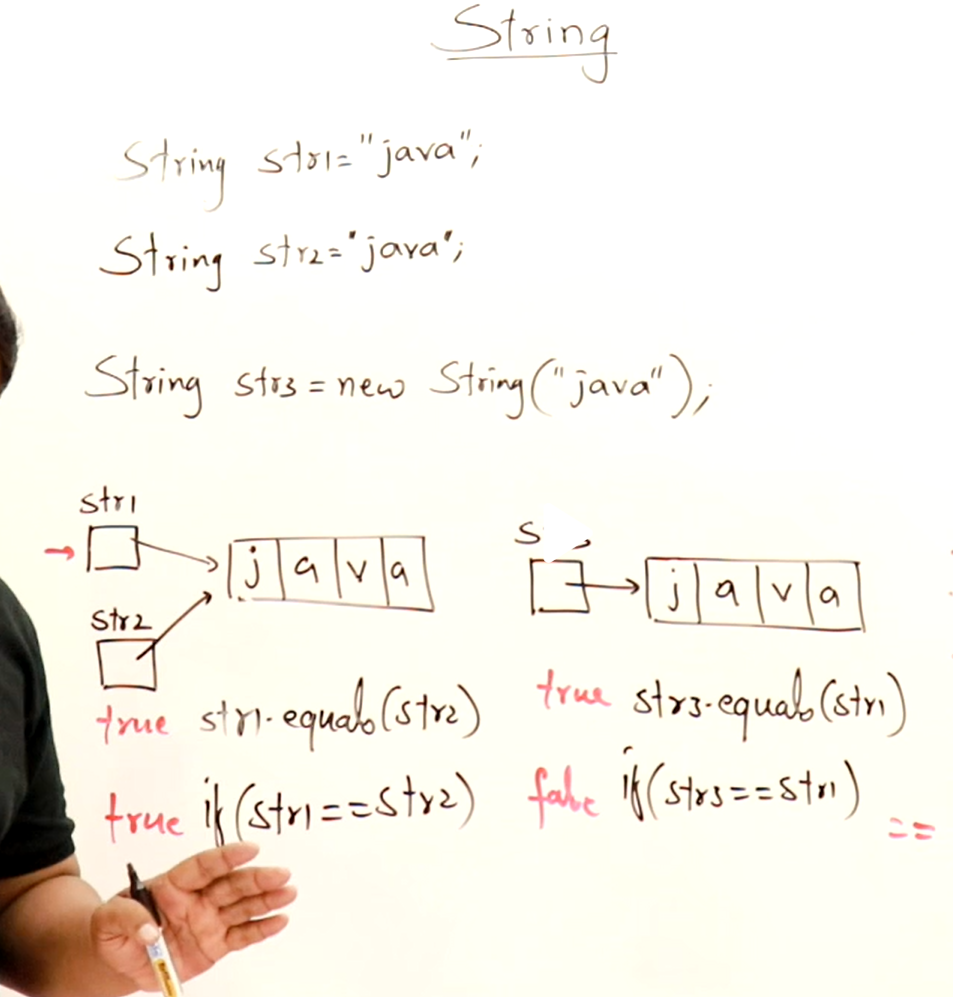 String
String str1="java";
String str2="java";
String str3 = new String("java");
str1
j a v a
str2
j a v a
true str1.equals(str2)
true str3.equals(str1)
true if(str1==str2)
false if(str3==str1)
==